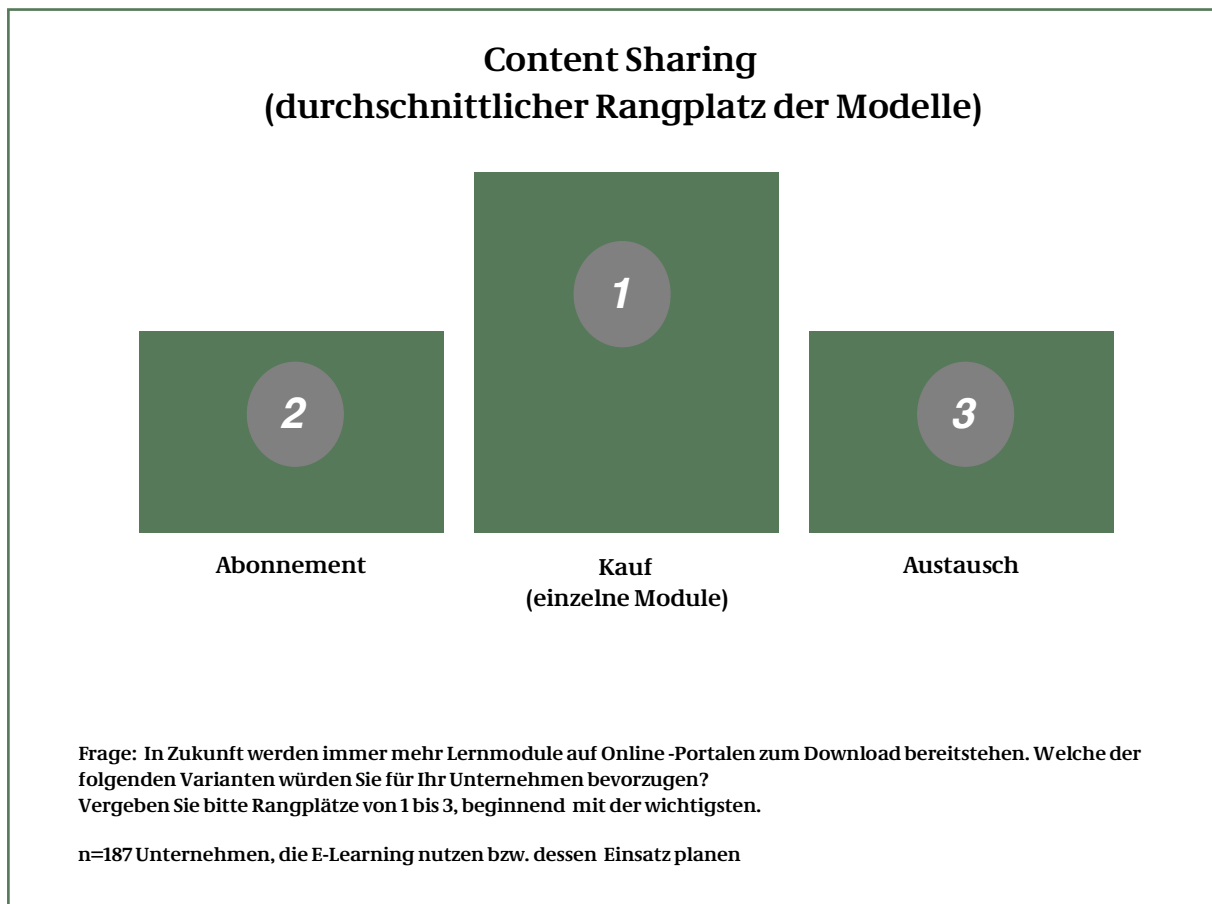 Content Sharing
(durchschnittlicher Rangplatz der Modelle)
1
2
3
Abonnement
Kauf
(einzelne Module)
Austausch
Frage: In Zukunft werden immer mehr Lernmodule auf Online -Portalen zum Download bereitstehen. Welche der
folgenden Varianten würden Sie für Ihr Unternehmen bevorzugen?
Vergeben Sie bitte Rangplätze von 1 bis 3, beginnend mit der wichtigsten.
n=187 Unternehmen, die E-Learning nutzen bzw. dessen Einsatz planen